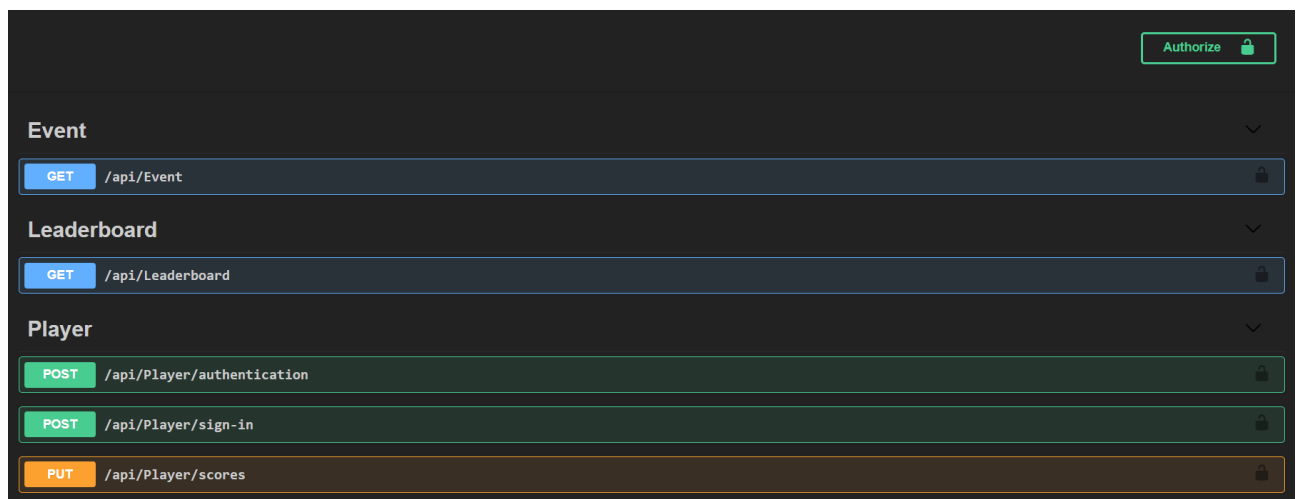 Authorize
Event
GET /api/Event
Leaderboard
GET /api/Leaderboard
Player
POST /api/Player/authentication
POST /api/Player/sign-in
PUT /api/Player/scores